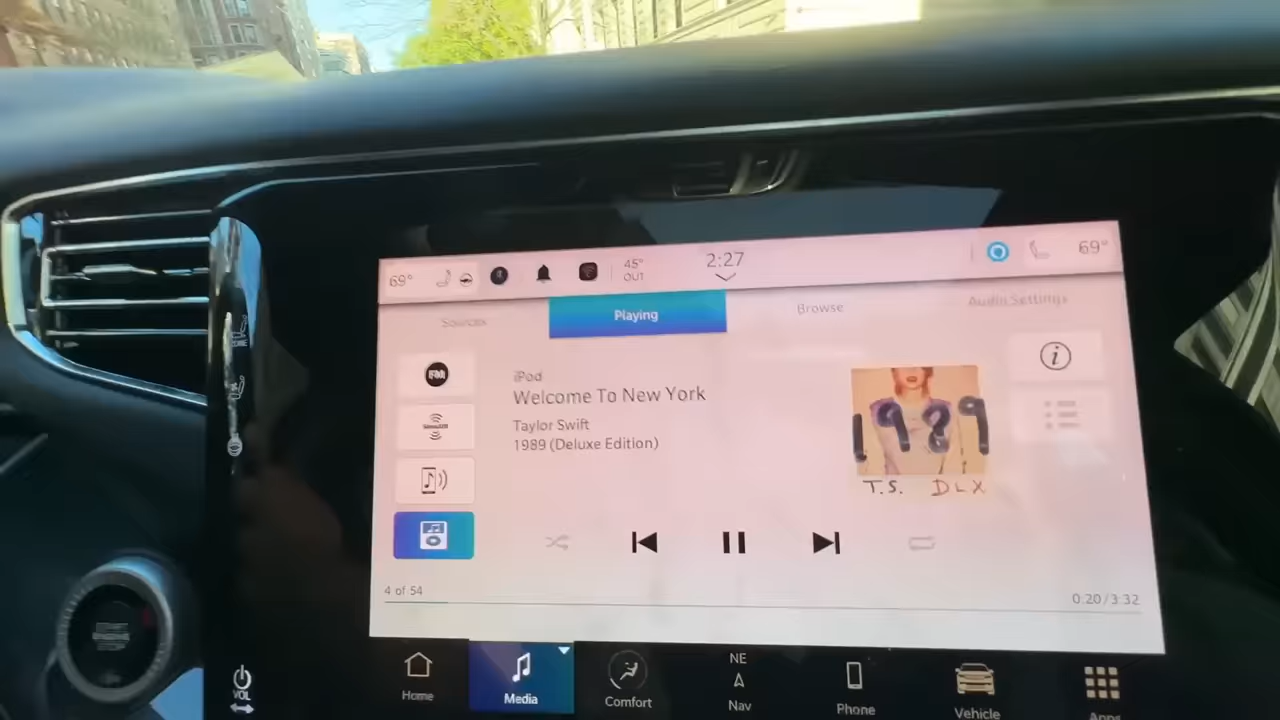 69°
45°
OUT
2:27
69°
Sources
Playing
Browse
Audio Settings
FM
iPod
Welcome To New York
Taylor Swift
1989 (Deluxe Edition)
1989
T.S. DLX
4 of 54
0:20/3:32
Home
Media
Comfort
NE
Nav
Phone
Vehicle
Apps
VOL